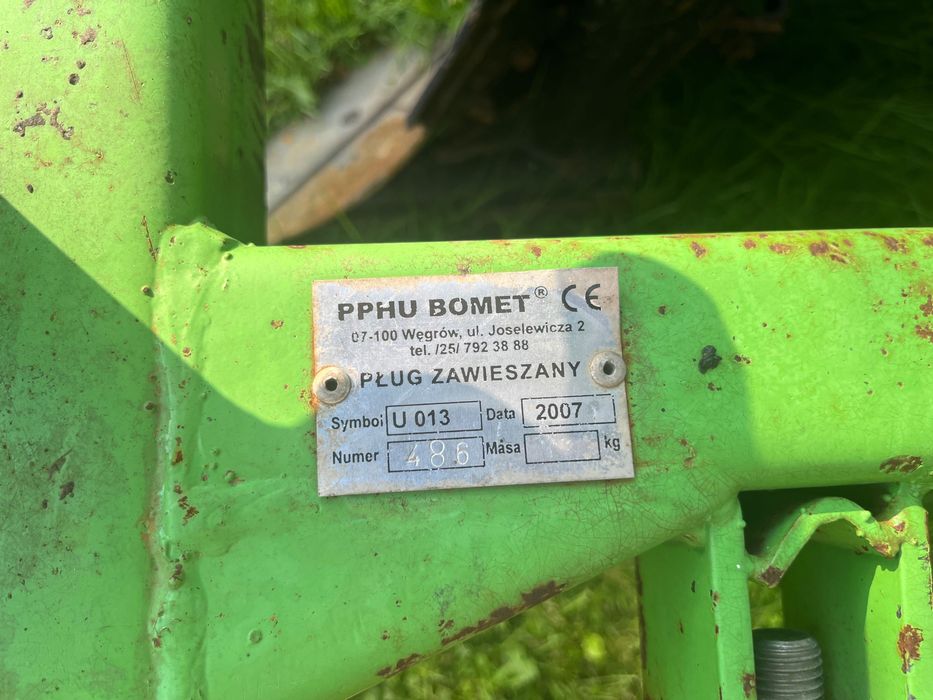 PPHU BOMET® CE
07-100 Węgrów, ul. Joselewicza 2
tel. /25/ 792 38 88
PŁUG ZAWIESZANY
Symbol U 013 Data 2007
Numer 486 Masa kg